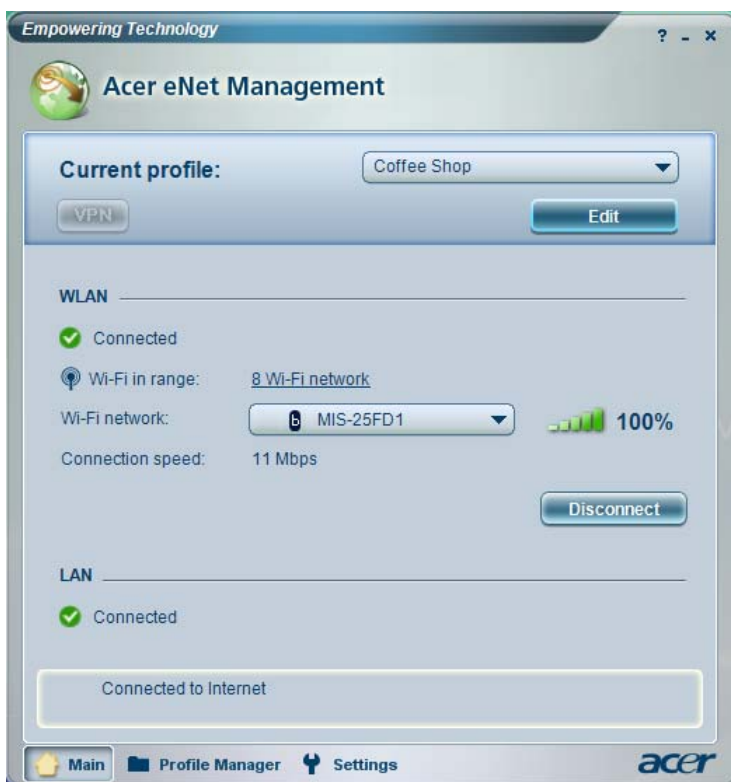 Empowering Technology
? - ×
Acer eNet Management
Current profile: Coffee Shop
VPN Edit
WLAN
Connected
Wi-Fi in range: 8 Wi-Fi network
Wi-Fi network: b MIS-25FD1 100%
Connection speed: 11 Mbps
Disconnect
LAN
Connected
Connected to Internet
Main Profile Manager Settings acer